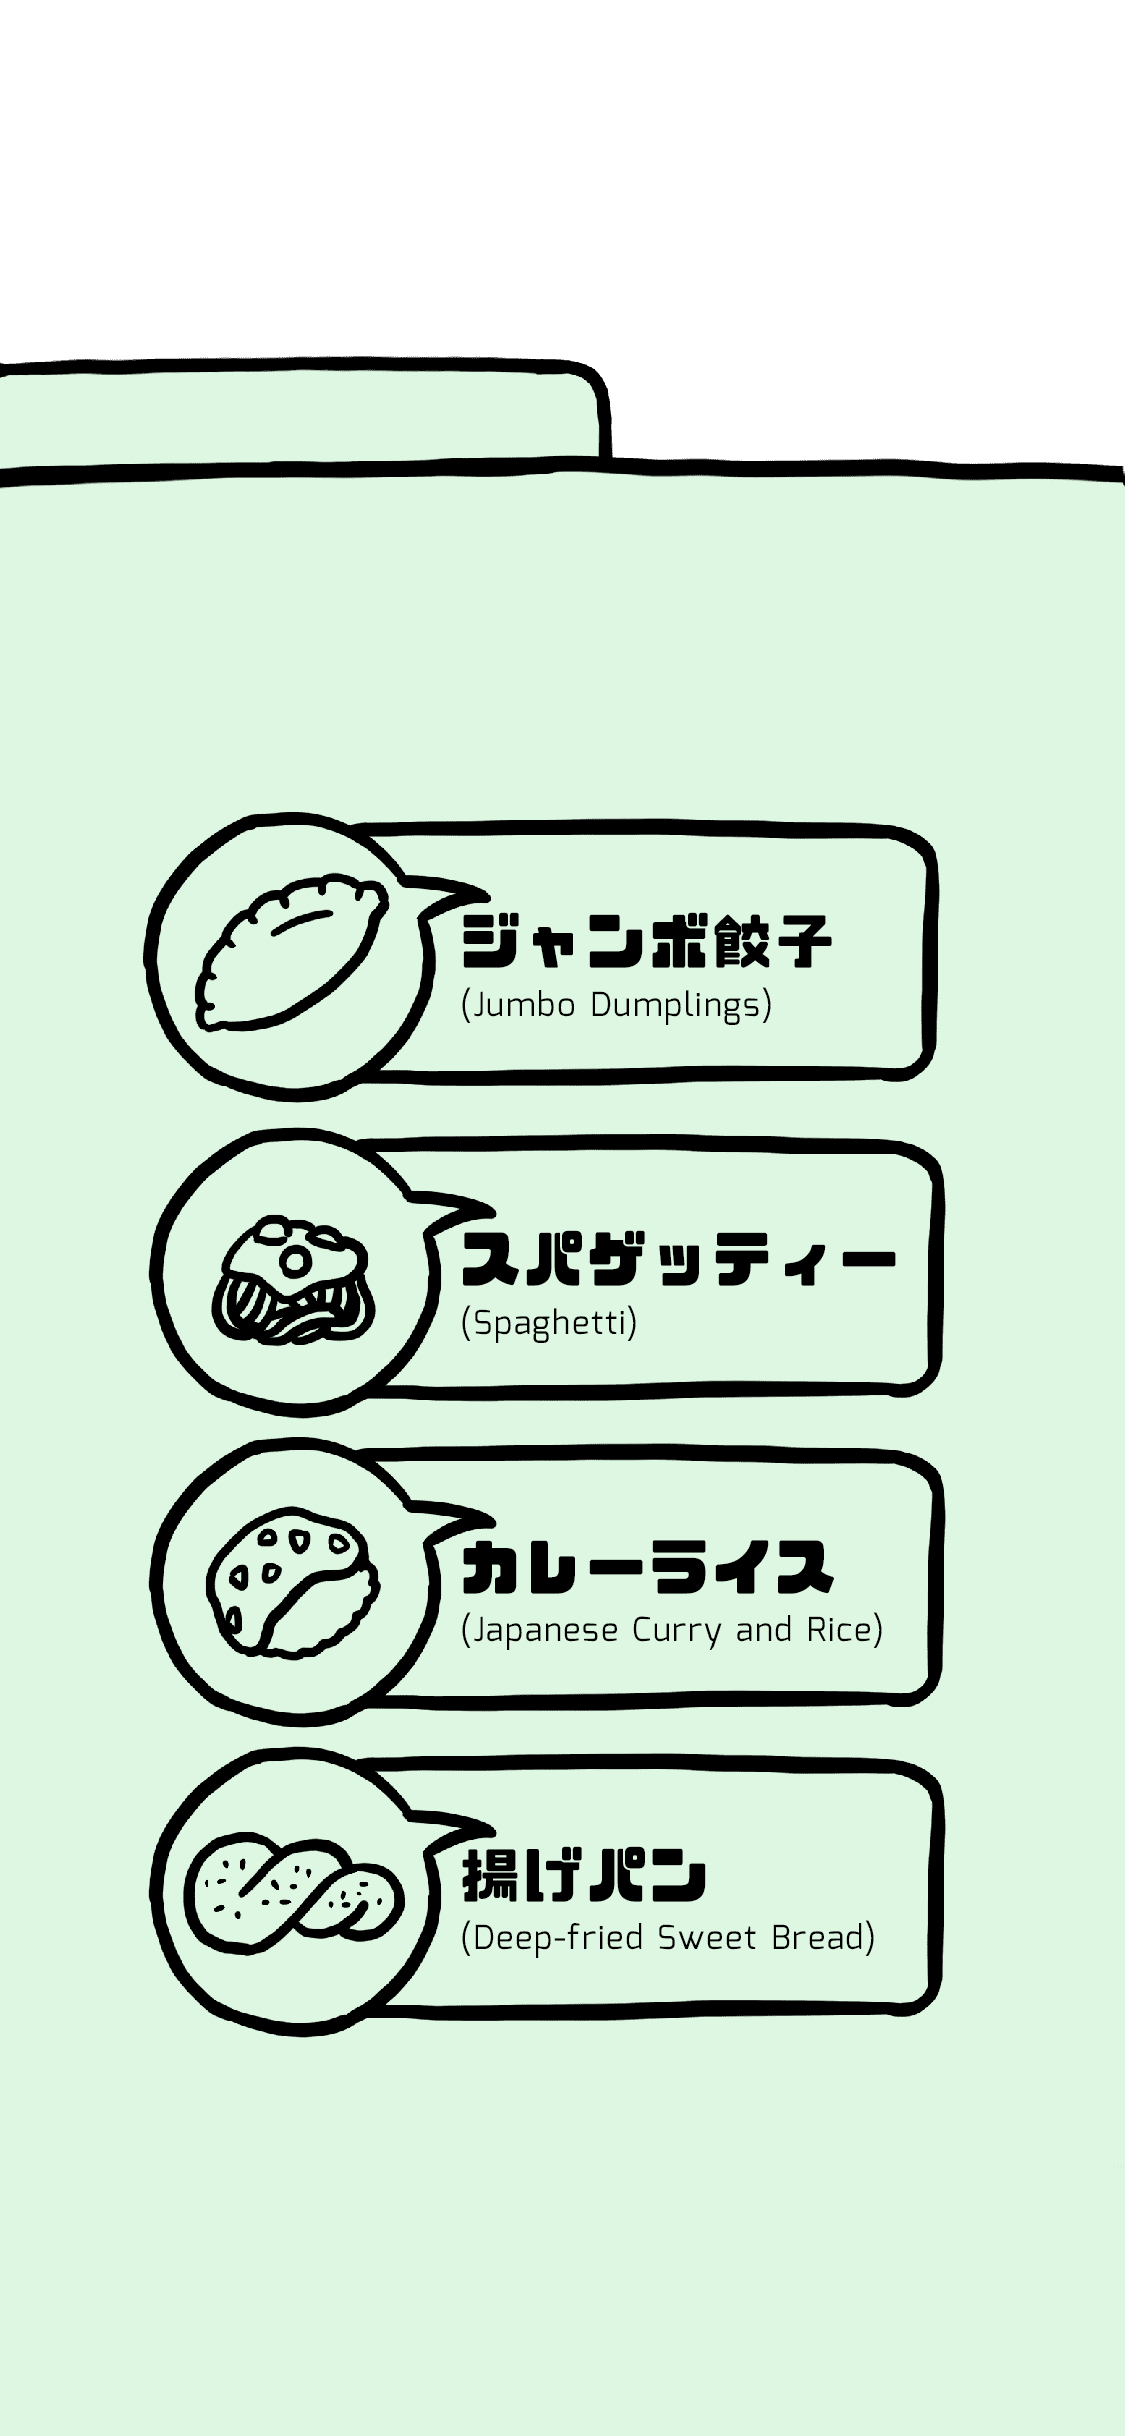 ジャンボ餃子
(Jumbo Dumplings)
スパゲッティー
(Spaghetti)
カレーライス
(Japanese Curry and Rice)
揚げパン
(Deep-fried Sweet Bread)